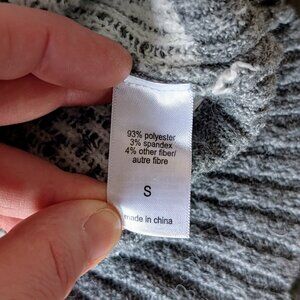 93% polyester
3% spandex
4% other fiber/
autre fibre
S
made in china